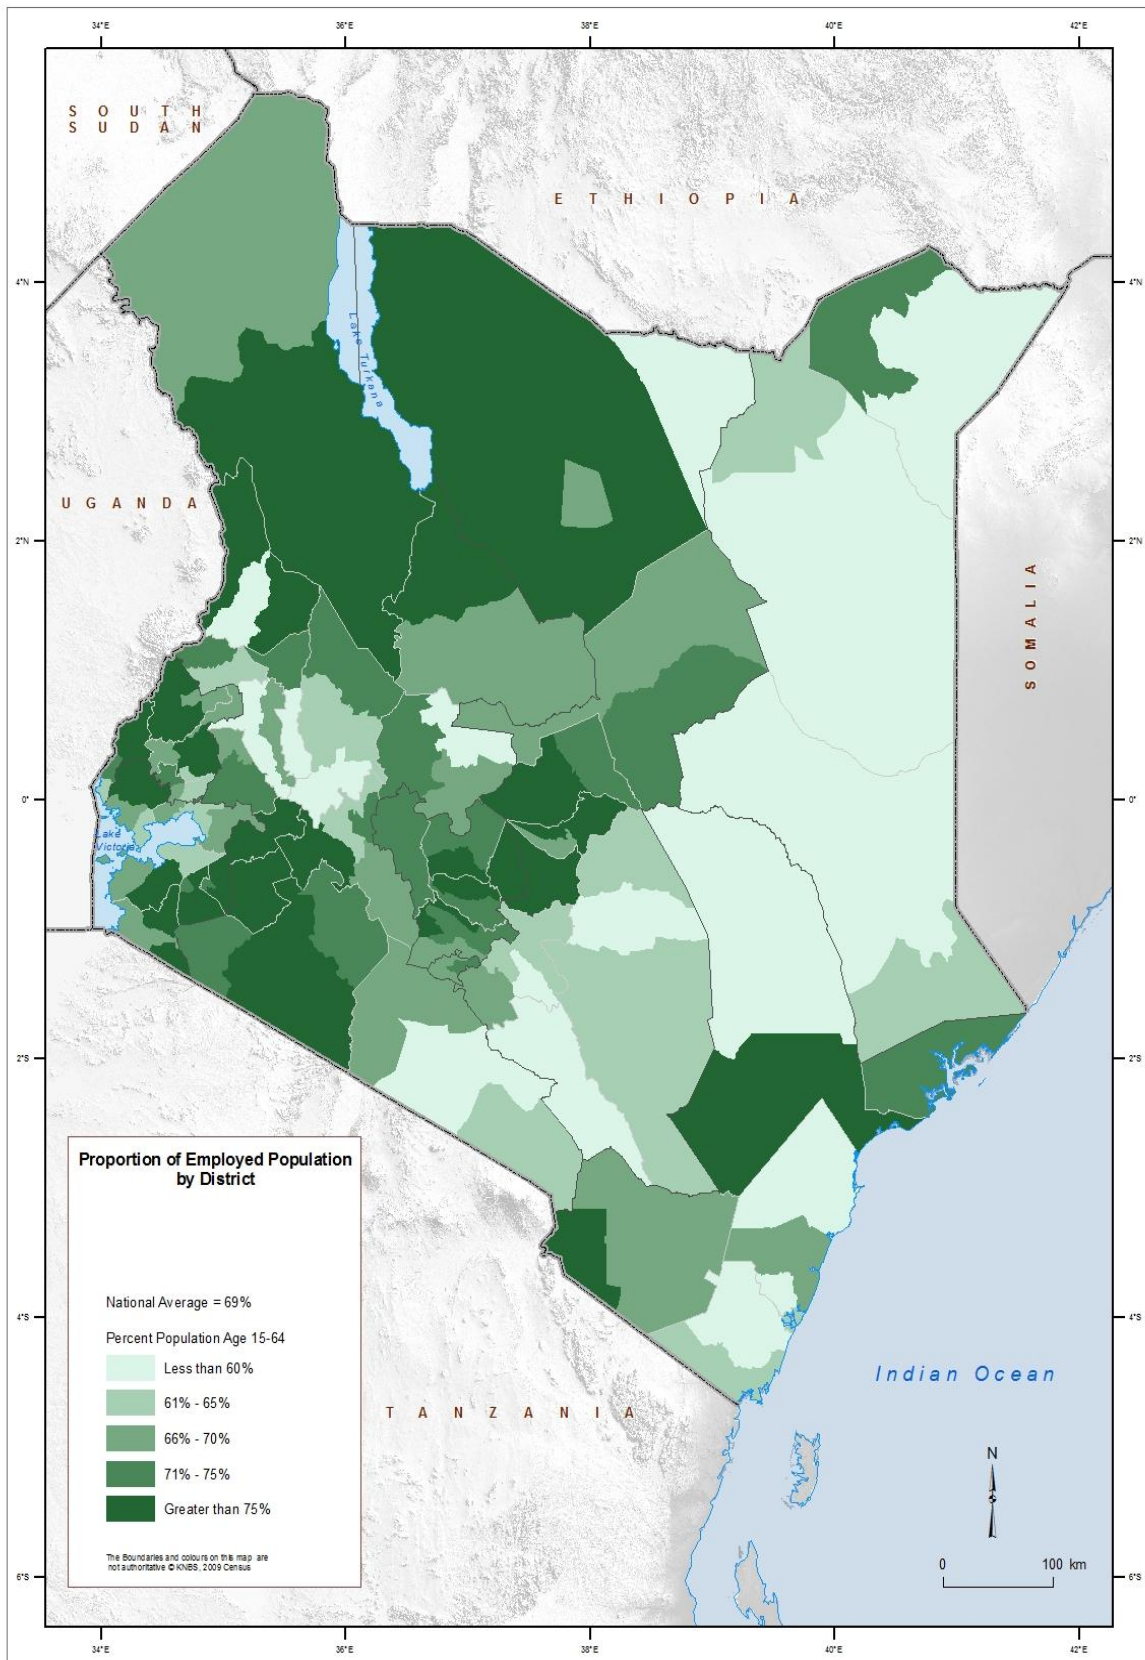 34°E 36°E 38°E 40°E 42°E
SOUTH
SUDAN
ETHIOPIA
4°N 4°N
Lake Turkana
UGANDA
2°N 2°N
SOMALIA
0° 0°
Lake
Victoria
2°S 2°S
Proportion of Employed Population
by District
National Average = 69%
Percent Population Age 15-64
Less than 60%
61% - 65%
66% - 70%
71% - 75%
Greater than 75%
The Boundaries and colours on this map are
not authoritative © KNBS, 2009 Census
4°S 4°S
Indian Ocean
TANZANIA
N
0 100 km
6°S 6°S
34°E 36°E 38°E 40°E 42°E